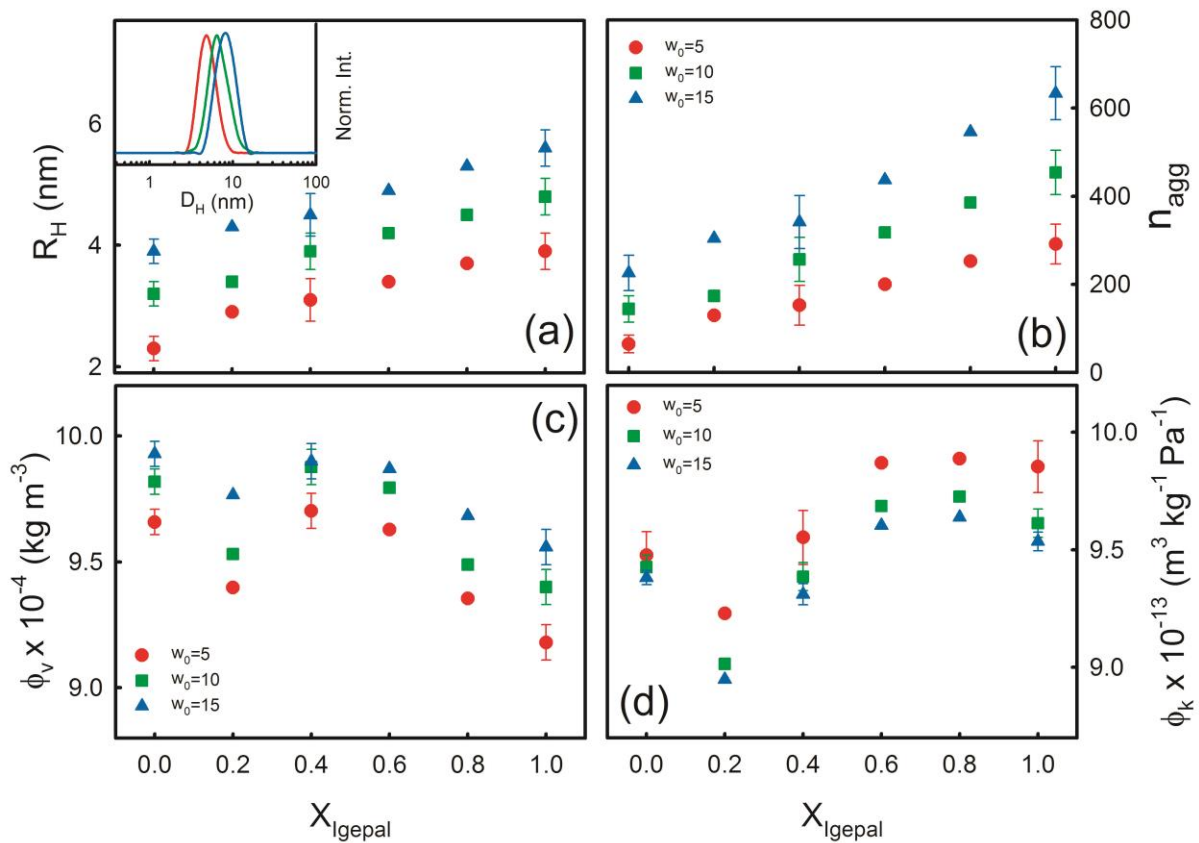 Norm. Int.
1 10 100
D_H (nm)
R_H (nm)
6
4
2
(a)
w₀=5
w₀=10
w₀=15
800
600
400
200
0
n_agg
(b)
ϕ_v x 10⁻⁴ (kg m⁻³)
10.0
9.5
9.0
(c)
w₀=5
w₀=10
w₀=15
0.0 0.2 0.4 0.6 0.8 1.0
X_Igepal
w₀=5
w₀=10
w₀=15
(d)
10.0
9.5
9.0
ϕ_k x 10⁻¹³ (m³ kg⁻¹ Pa⁻¹)
0.0 0.2 0.4 0.6 0.8 1.0
X_Igepal